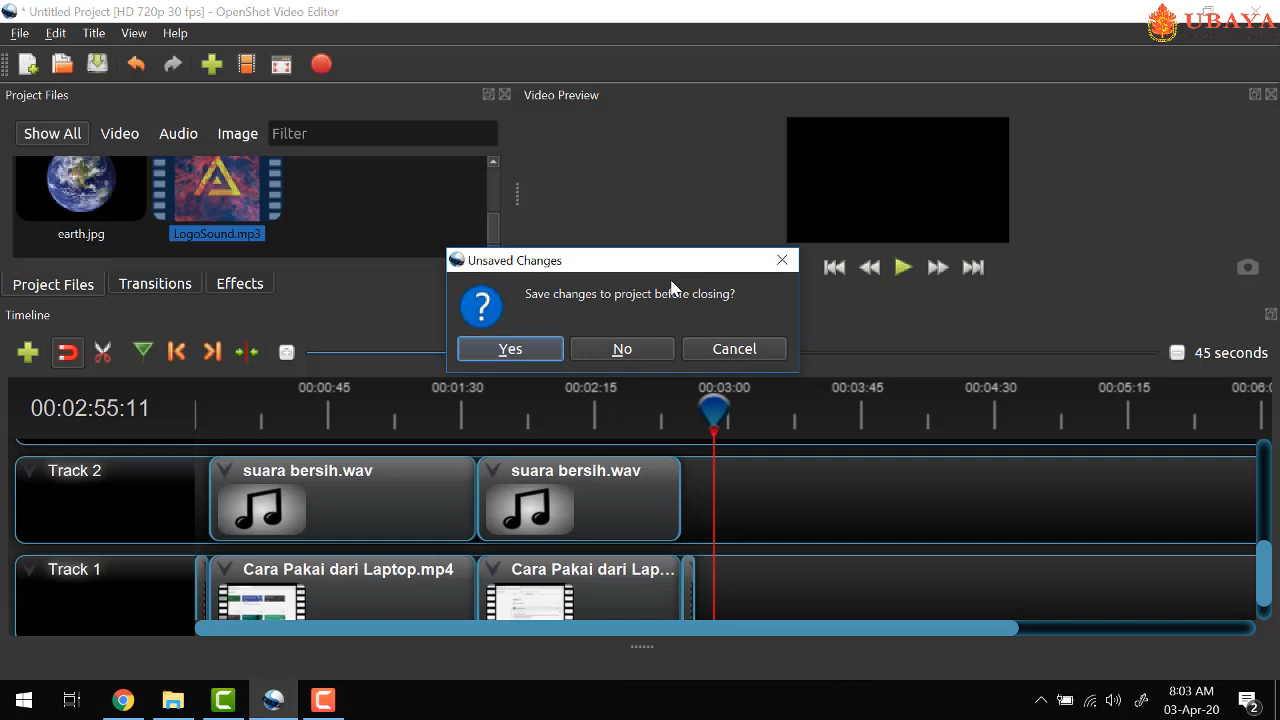 * Untitled Project [HD 720p 30 fps] - OpenShot Video Editor
UBAYA
File Edit Title View Help
Project Files
Video Preview
Show All Video Audio Image Filter
earth.jpg
LogoSound.mp3
Project Files Transitions Effects
Unsaved Changes
Save changes to project before closing?
Yes No Cancel
Timeline
45 seconds
00:02:55:11
00:00:45 00:01:30 00:02:15 00:03:00 00:03:45 00:04:30 00:05:15 00:06:0
Track 2
suara bersih.wav
suara bersih.wav
Track 1
Cara Pakai dari Laptop.mp4
Cara Pakai dari Lap...
8:03 AM
03-Apr-20
2